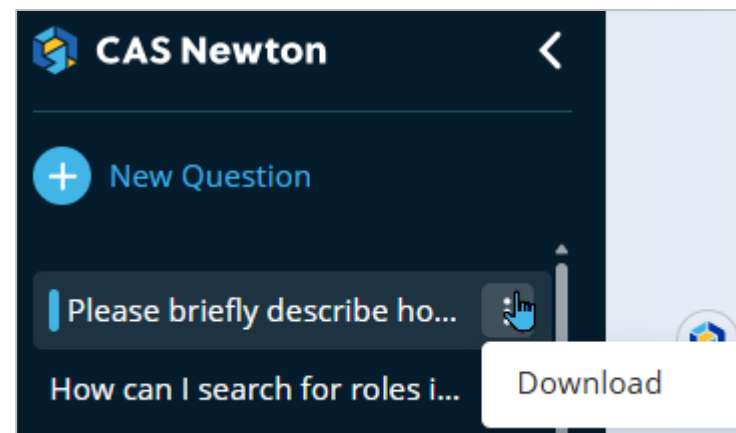 CAS Newton
New Question
Please briefly describe ho...
How can I search for roles i...
Download